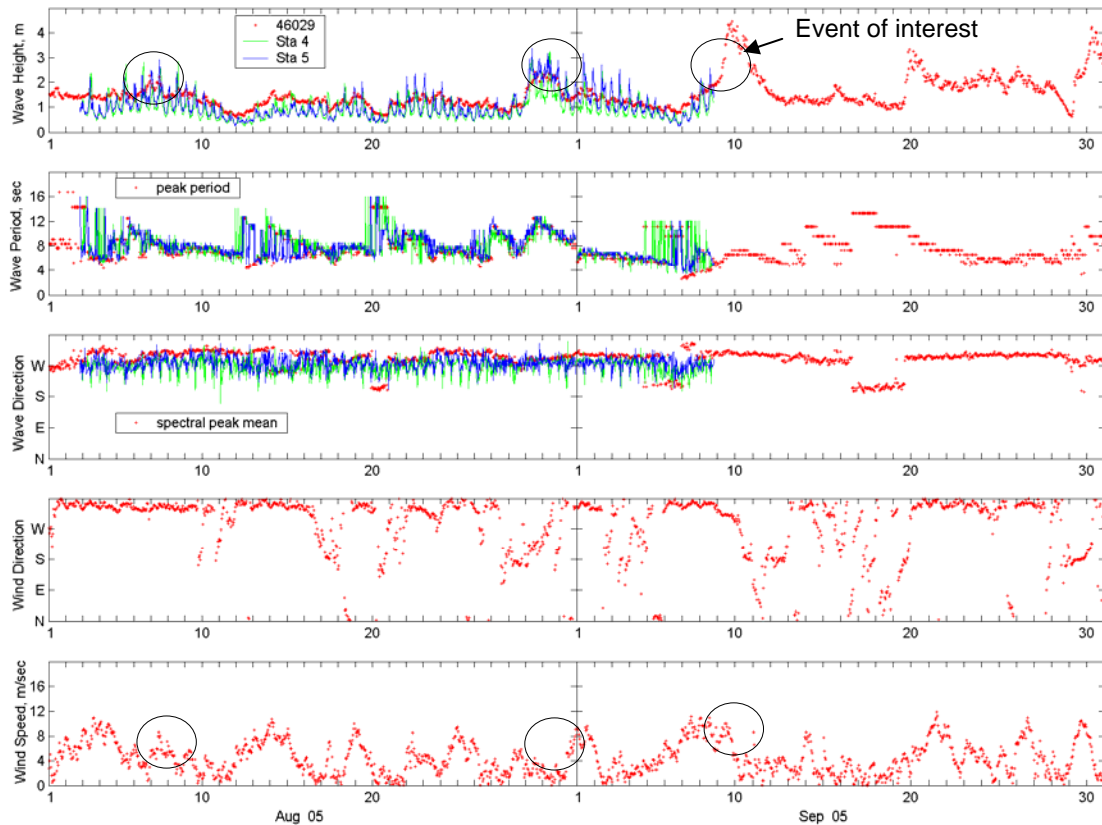 46029
Sta 4
Sta 5
Event of interest
Wave Height, m
4
3
2
1
0
1 10 20 1 10 20 30
peak period
Wave Period, sec
16
12
8
4
0
1 10 20 1 10 20 30
Wave Direction
W
S
E
N
spectral peak mean
1 10 20 1 10 20 30
Wind Direction
W
S
E
N
1 10 20 1 10 20 30
Wind Speed, m/sec
16
12
8
4
0
1 10 20 1 10 20 30
Aug 05 Sep 05